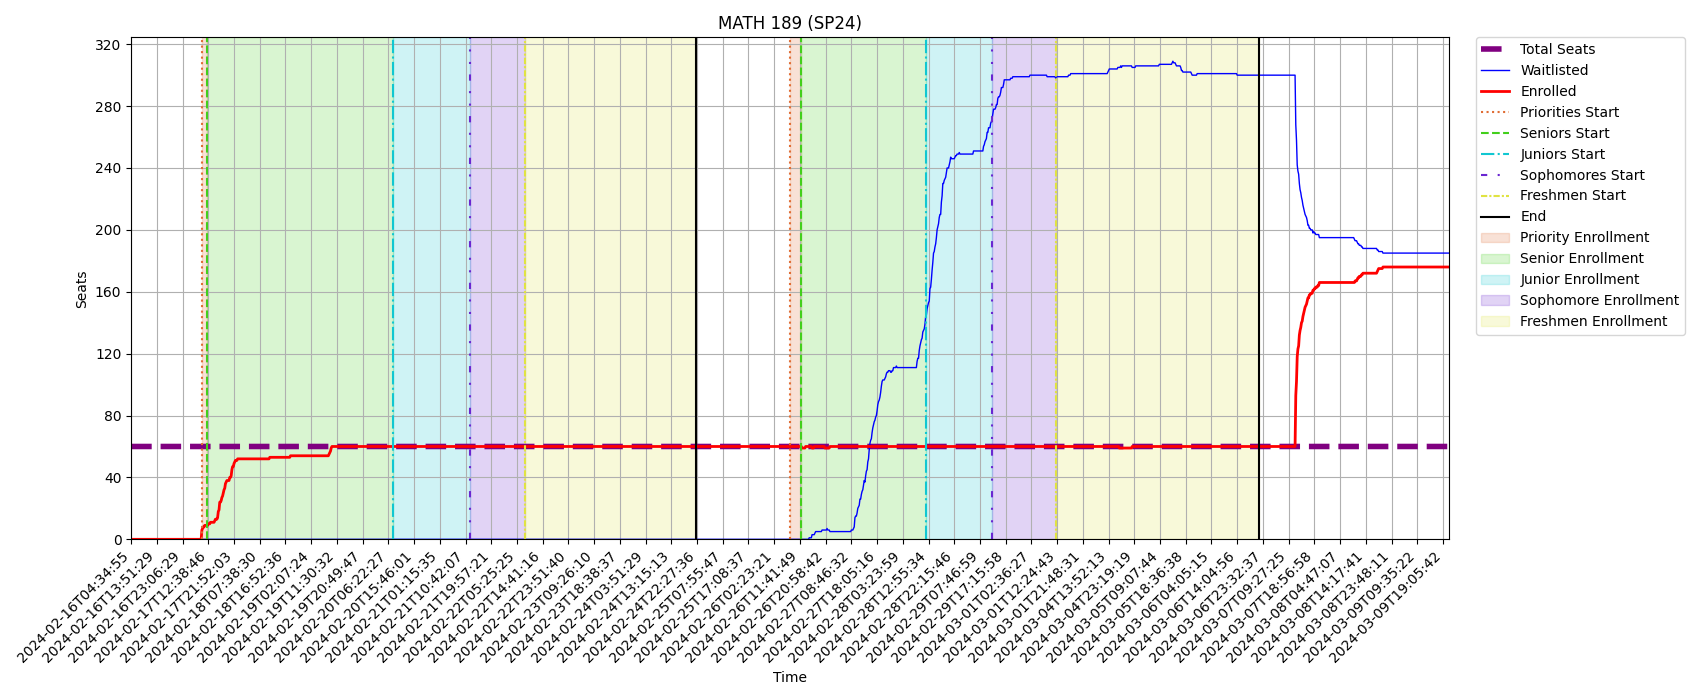 MATH 189 (SP24)
320
280
240
200
160
120
80
40
0
Seats
2024-02-16T04:34:55
2024-02-16T13:51:29
2024-02-16T23:06:29
2024-02-17T12:38:46
2024-02-17T21:52:03
2024-02-18T07:38:30
2024-02-18T16:52:36
2024-02-19T02:07:24
2024-02-19T11:30:32
2024-02-19T20:49:47
2024-02-20T06:22:27
2024-02-20T15:46:01
2024-02-21T01:15:35
2024-02-21T10:42:07
2024-02-21T19:57:21
2024-02-22T05:25:25
2024-02-22T14:41:16
2024-02-22T23:51:40
2024-02-23T09:26:10
2024-02-23T18:38:37
2024-02-24T03:51:29
2024-02-24T13:15:13
2024-02-24T22:27:36
2024-02-25T07:55:47
2024-02-25T17:08:37
2024-02-26T02:23:21
2024-02-26T11:41:49
2024-02-26T20:58:42
2024-02-27T08:46:32
2024-02-27T18:05:16
2024-02-28T03:23:59
2024-02-28T12:55:34
2024-02-28T22:15:46
2024-02-29T07:46:59
2024-02-29T17:15:58
2024-03-01T02:36:27
2024-03-01T12:24:43
2024-03-01T21:48:31
2024-03-04T13:52:13
2024-03-04T23:19:19
2024-03-05T09:07:44
2024-03-05T18:36:38
2024-03-06T04:05:15
2024-03-06T14:04:56
2024-03-06T23:32:37
2024-03-07T09:27:25
2024-03-07T18:56:58
2024-03-08T04:47:07
2024-03-08T14:17:41
2024-03-08T23:48:11
2024-03-09T09:35:22
2024-03-09T19:05:42
Time
Total Seats
Waitlisted
Enrolled
Priorities Start
Seniors Start
Juniors Start
Sophomores Start
Freshmen Start
End
Priority Enrollment
Senior Enrollment
Junior Enrollment
Sophomore Enrollment
Freshmen Enrollment